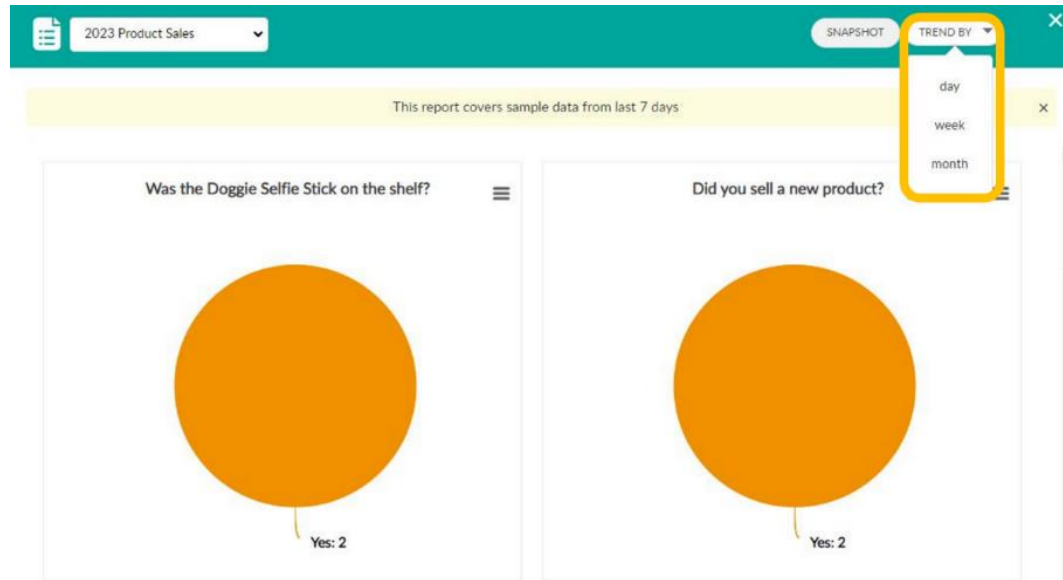 2023 Product Sales
SNAPSHOT
TREND BY
day
week
month
This report covers sample data from last 7 days
Was the Doggie Selfie Stick on the shelf?
Yes: 2
Did you sell a new product?
Yes: 2